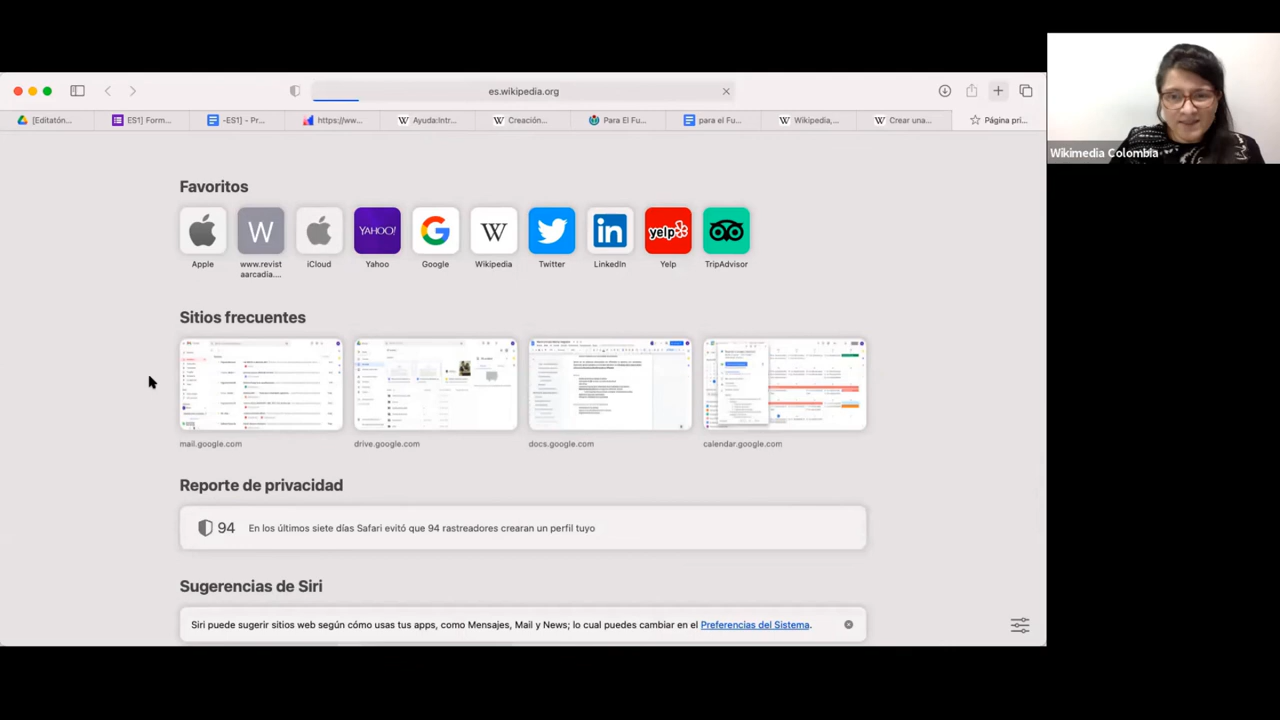 es.wikipedia.org
[Editatón...
ES1] Form...
-ES1] - Pr...
https://ww...
Ayuda:Intr...
Creación...
Para El Fu...
para el Fu...
Wikipedia,...
Crear una...
Página pri...
Wikimedia Colombia
Favoritos
W
YAHOO!
G
W
in
yelp
Apple
www.revist
aarcadia....
iCloud
Yahoo
Google
Wikipedia
Twitter
LinkedIn
Yelp
TripAdvisor
Sitios frecuentes
mail.google.com
drive.google.com
docs.google.com
calendar.google.com
Reporte de privacidad
94 En los últimos siete días Safari evitó que 94 rastreadores crearan un perfil tuyo
Sugerencias de Siri
Siri puede sugerir sitios web según cómo usas tus apps, como Mensajes, Mail y News; lo cual puedes cambiar en el Preferencias del Sistema.